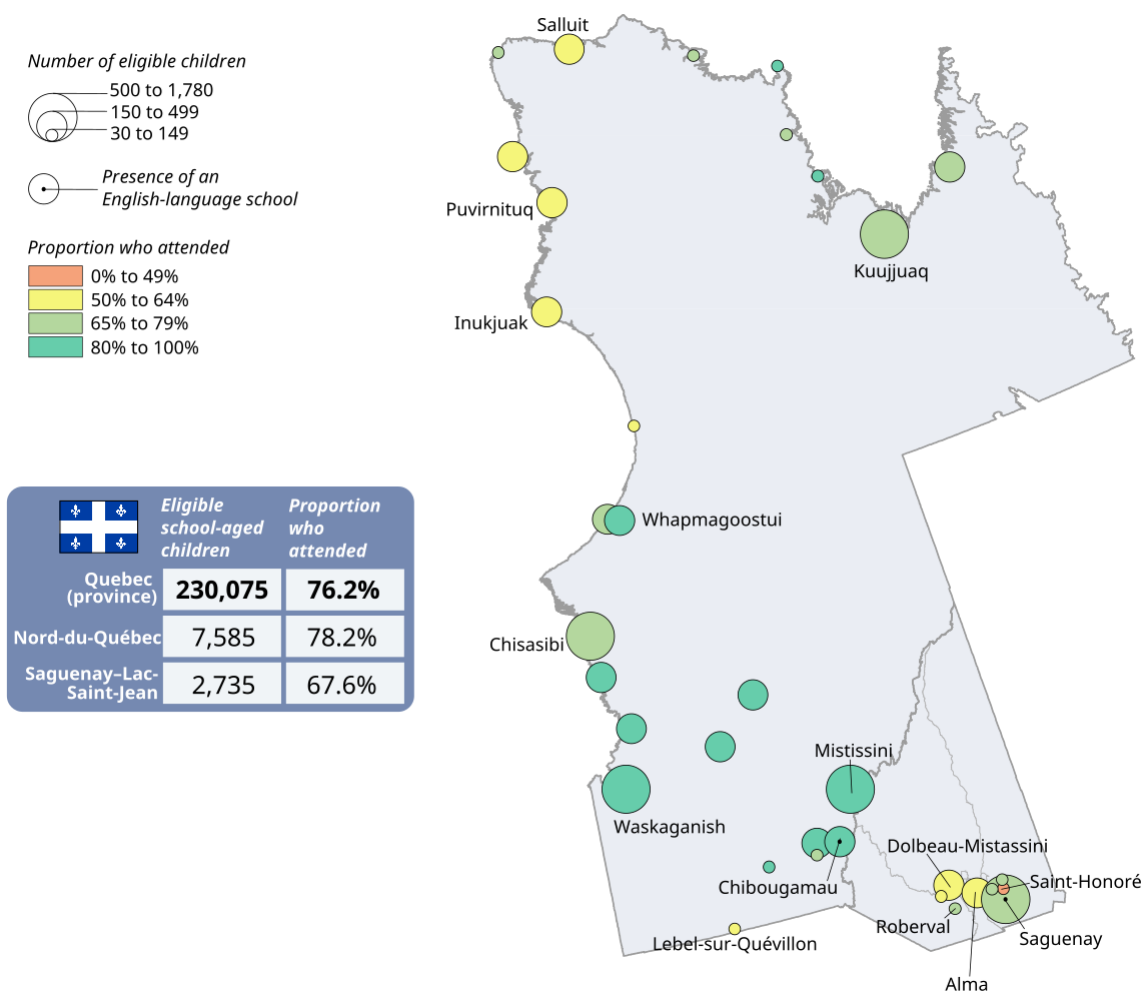 Number of eligible children
500 to 1,780
150 to 499
30 to 149
Presence of an
English-language school
Proportion who attended
0% to 49%
50% to 64%
65% to 79%
80% to 100%
Eligible
school-aged
children
Proportion
who
attended
Quebec
(province)
230,075
76.2%
Nord-du-Québec
7,585
78.2%
Saguenay–Lac-
Saint-Jean
2,735
67.6%
Salluit
Puvirnituq
Kuujjuaq
Inukjuak
Whapmagoostui
Chisasibi
Mistissini
Waskaganish
Dolbeau-Mistassini
Chibougamau
Saint-Honoré
Roberval
Saguenay
Lebel-sur-Quévillon
Alma